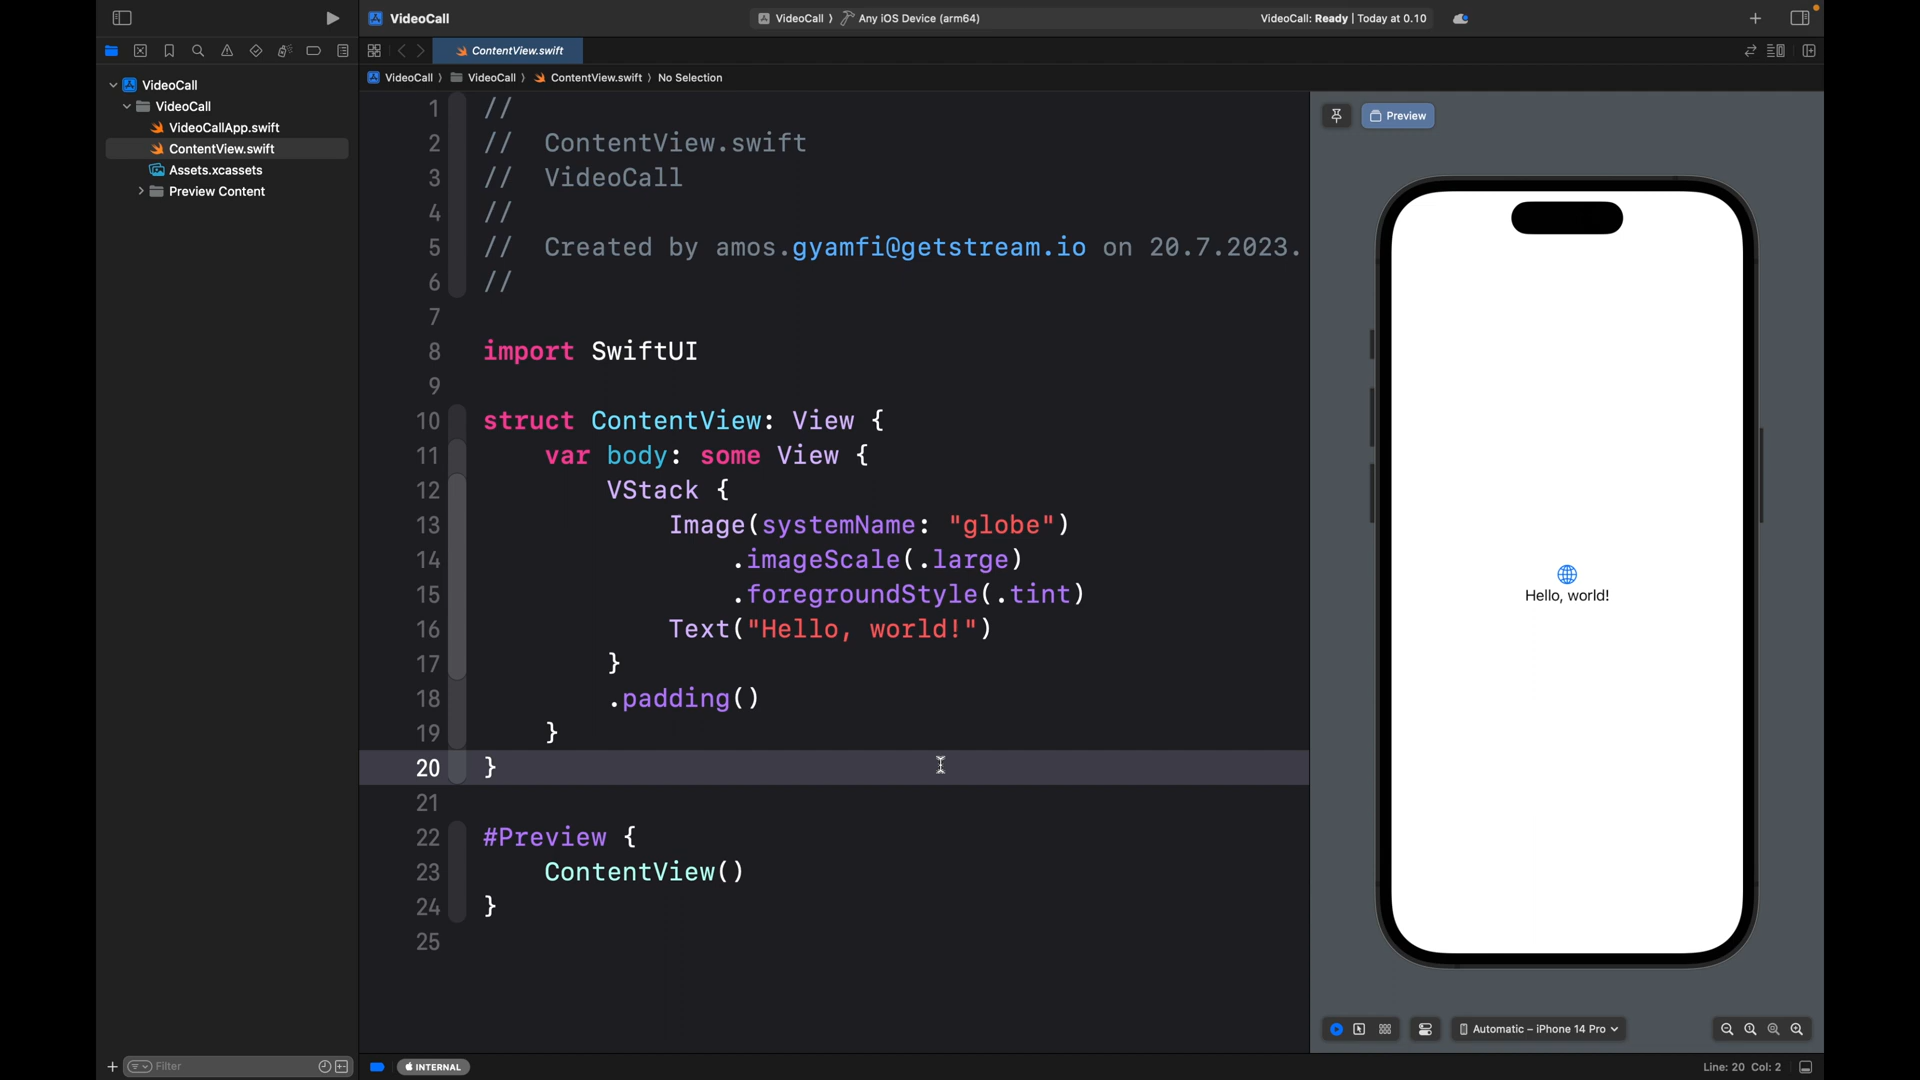 VideoCall
VideoCall 〉 Any iOS Device (arm64)
VideoCall: Ready | Today at 0.10
ContentView.swift
VideoCall 〉 VideoCall 〉 ContentView.swift 〉 No Selection
VideoCall
VideoCall
VideoCallApp.swift
ContentView.swift
Assets.xcassets
Preview Content
1 //
2 // ContentView.swift
3 // VideoCall
4 //
5 // Created by amos.gyamfi@getstream.io on 20.7.2023.
6 //
7
8 import SwiftUI
9
10 struct ContentView: View {
11 var body: some View {
12 VStack {
13 Image(systemName: "globe")
14 .imageScale(.large)
15 .foregroundStyle(.tint)
16 Text("Hello, world!")
17 }
18 .padding()
19 }
20 }
21
22 #Preview {
23 ContentView()
24 }
25
Preview
Hello, world!
Automatic – iPhone 14 Pro
Filter
INTERNAL
Line: 20 Col: 2